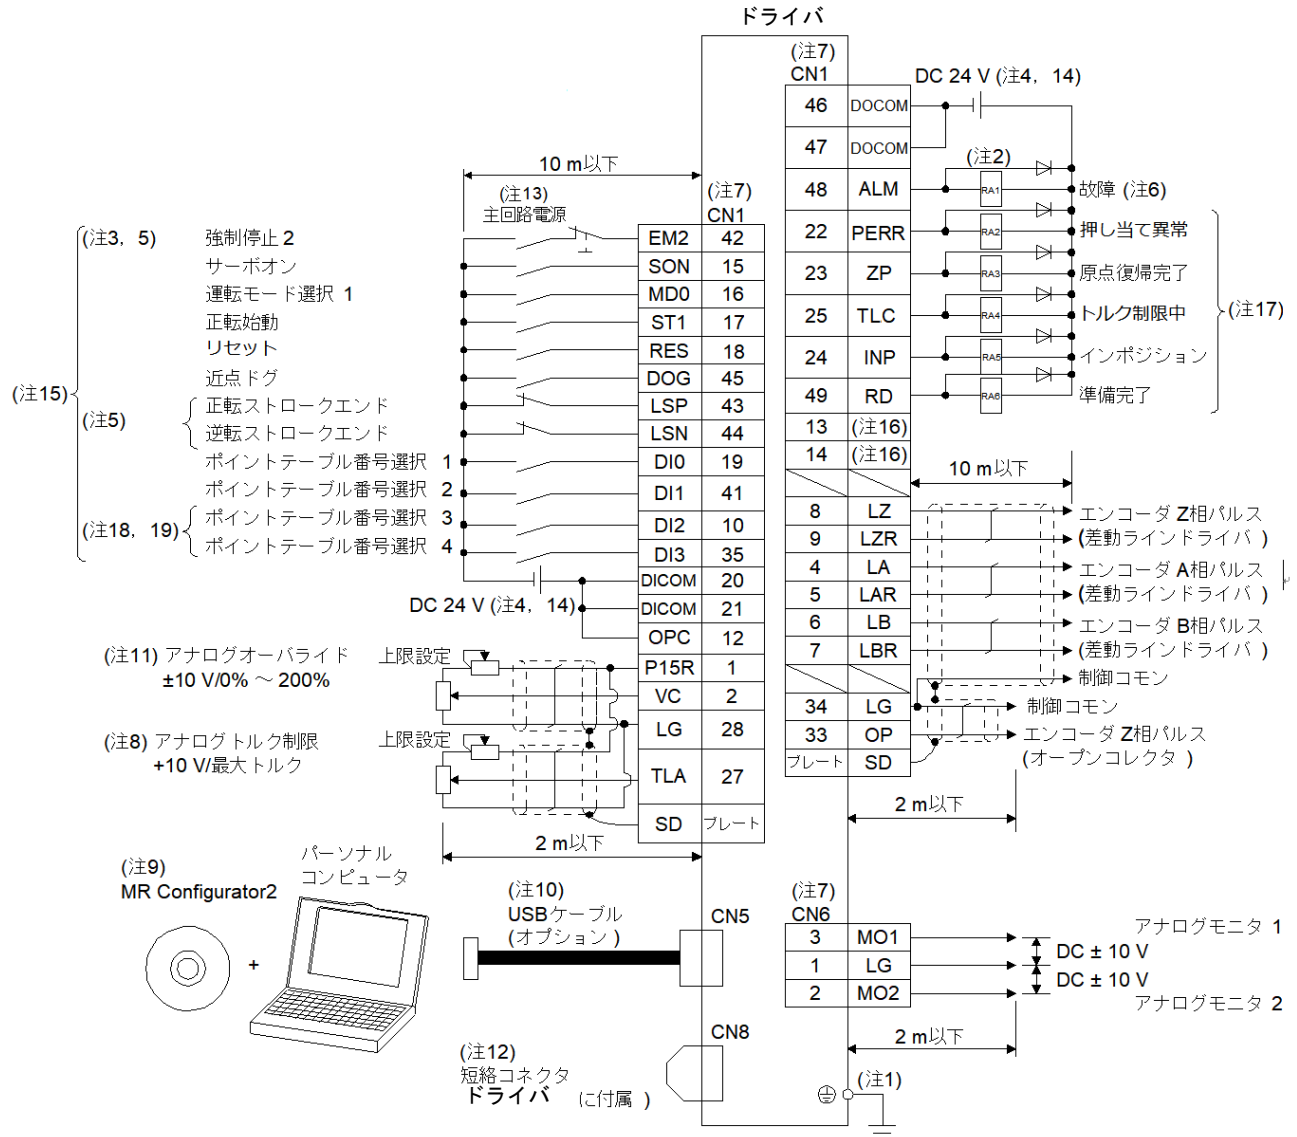 ドライバ
(注7)
CN1
DC 24 V (注4, 14)
46 DOCOM
47 DOCOM
(注2)
48 ALM RA1 故障 (注6)
22 PERR RA2 押し当て異常
23 ZP RA3 原点復帰完了
25 TLC RA4 トルク制限中
24 INP RA5 インポジション
49 RD RA6 準備完了
(注17)
13 (注16)
14 (注16)
10 m以下
8 LZ エンコーダ Z相パルス
9 LZR (差動ラインドライバ )
4 LA エンコーダ A相パルス
5 LAR (差動ラインドライバ )
6 LB エンコーダ B相パルス
7 LBR (差動ラインドライバ )
制御コモン
34 LG 制御コモン
33 OP エンコーダ Z相パルス
(オープンコレクタ )
プレート SD
2 m以下
10 m以下
(注13)
主回路電源
(注7)
CN1
(注3, 5) 強制停止 2 EM2 42
サーボオン SON 15
運転モード選択 1 MD0 16
正転始動 ST1 17
リセット RES 18
近点ドグ DOG 45
(注15)
(注5)
正転ストロークエンド LSP 43
逆転ストロークエンド LSN 44
ポイントテーブル番号選択 1 DI0 19
ポイントテーブル番号選択 2 DI1 41
(注18, 19)
ポイントテーブル番号選択 3 DI2 10
ポイントテーブル番号選択 4 DI3 35
DICOM 20
DC 24 V (注4, 14)
DICOM 21
OPC 12
(注11) アナログオーバライド
±10 V/0% ～ 200%
上限設定
P15R 1
VC 2
LG 28
(注8) アナログトルク制限
+10 V/最大トルク
上限設定
TLA 27
SD プレート
2 m以下
(注9)
MR Configurator2
パーソナル
コンピュータ
+
(注10)
USBケーブル
(オプション )
CN5
(注7)
CN6
3 MO1 アナログモニタ 1
DC ± 10 V
1 LG
DC ± 10 V
2 MO2 アナログモニタ 2
2 m以下
CN8
(注12)
短絡コネクタ
ドライバ に付属 )
(注1)